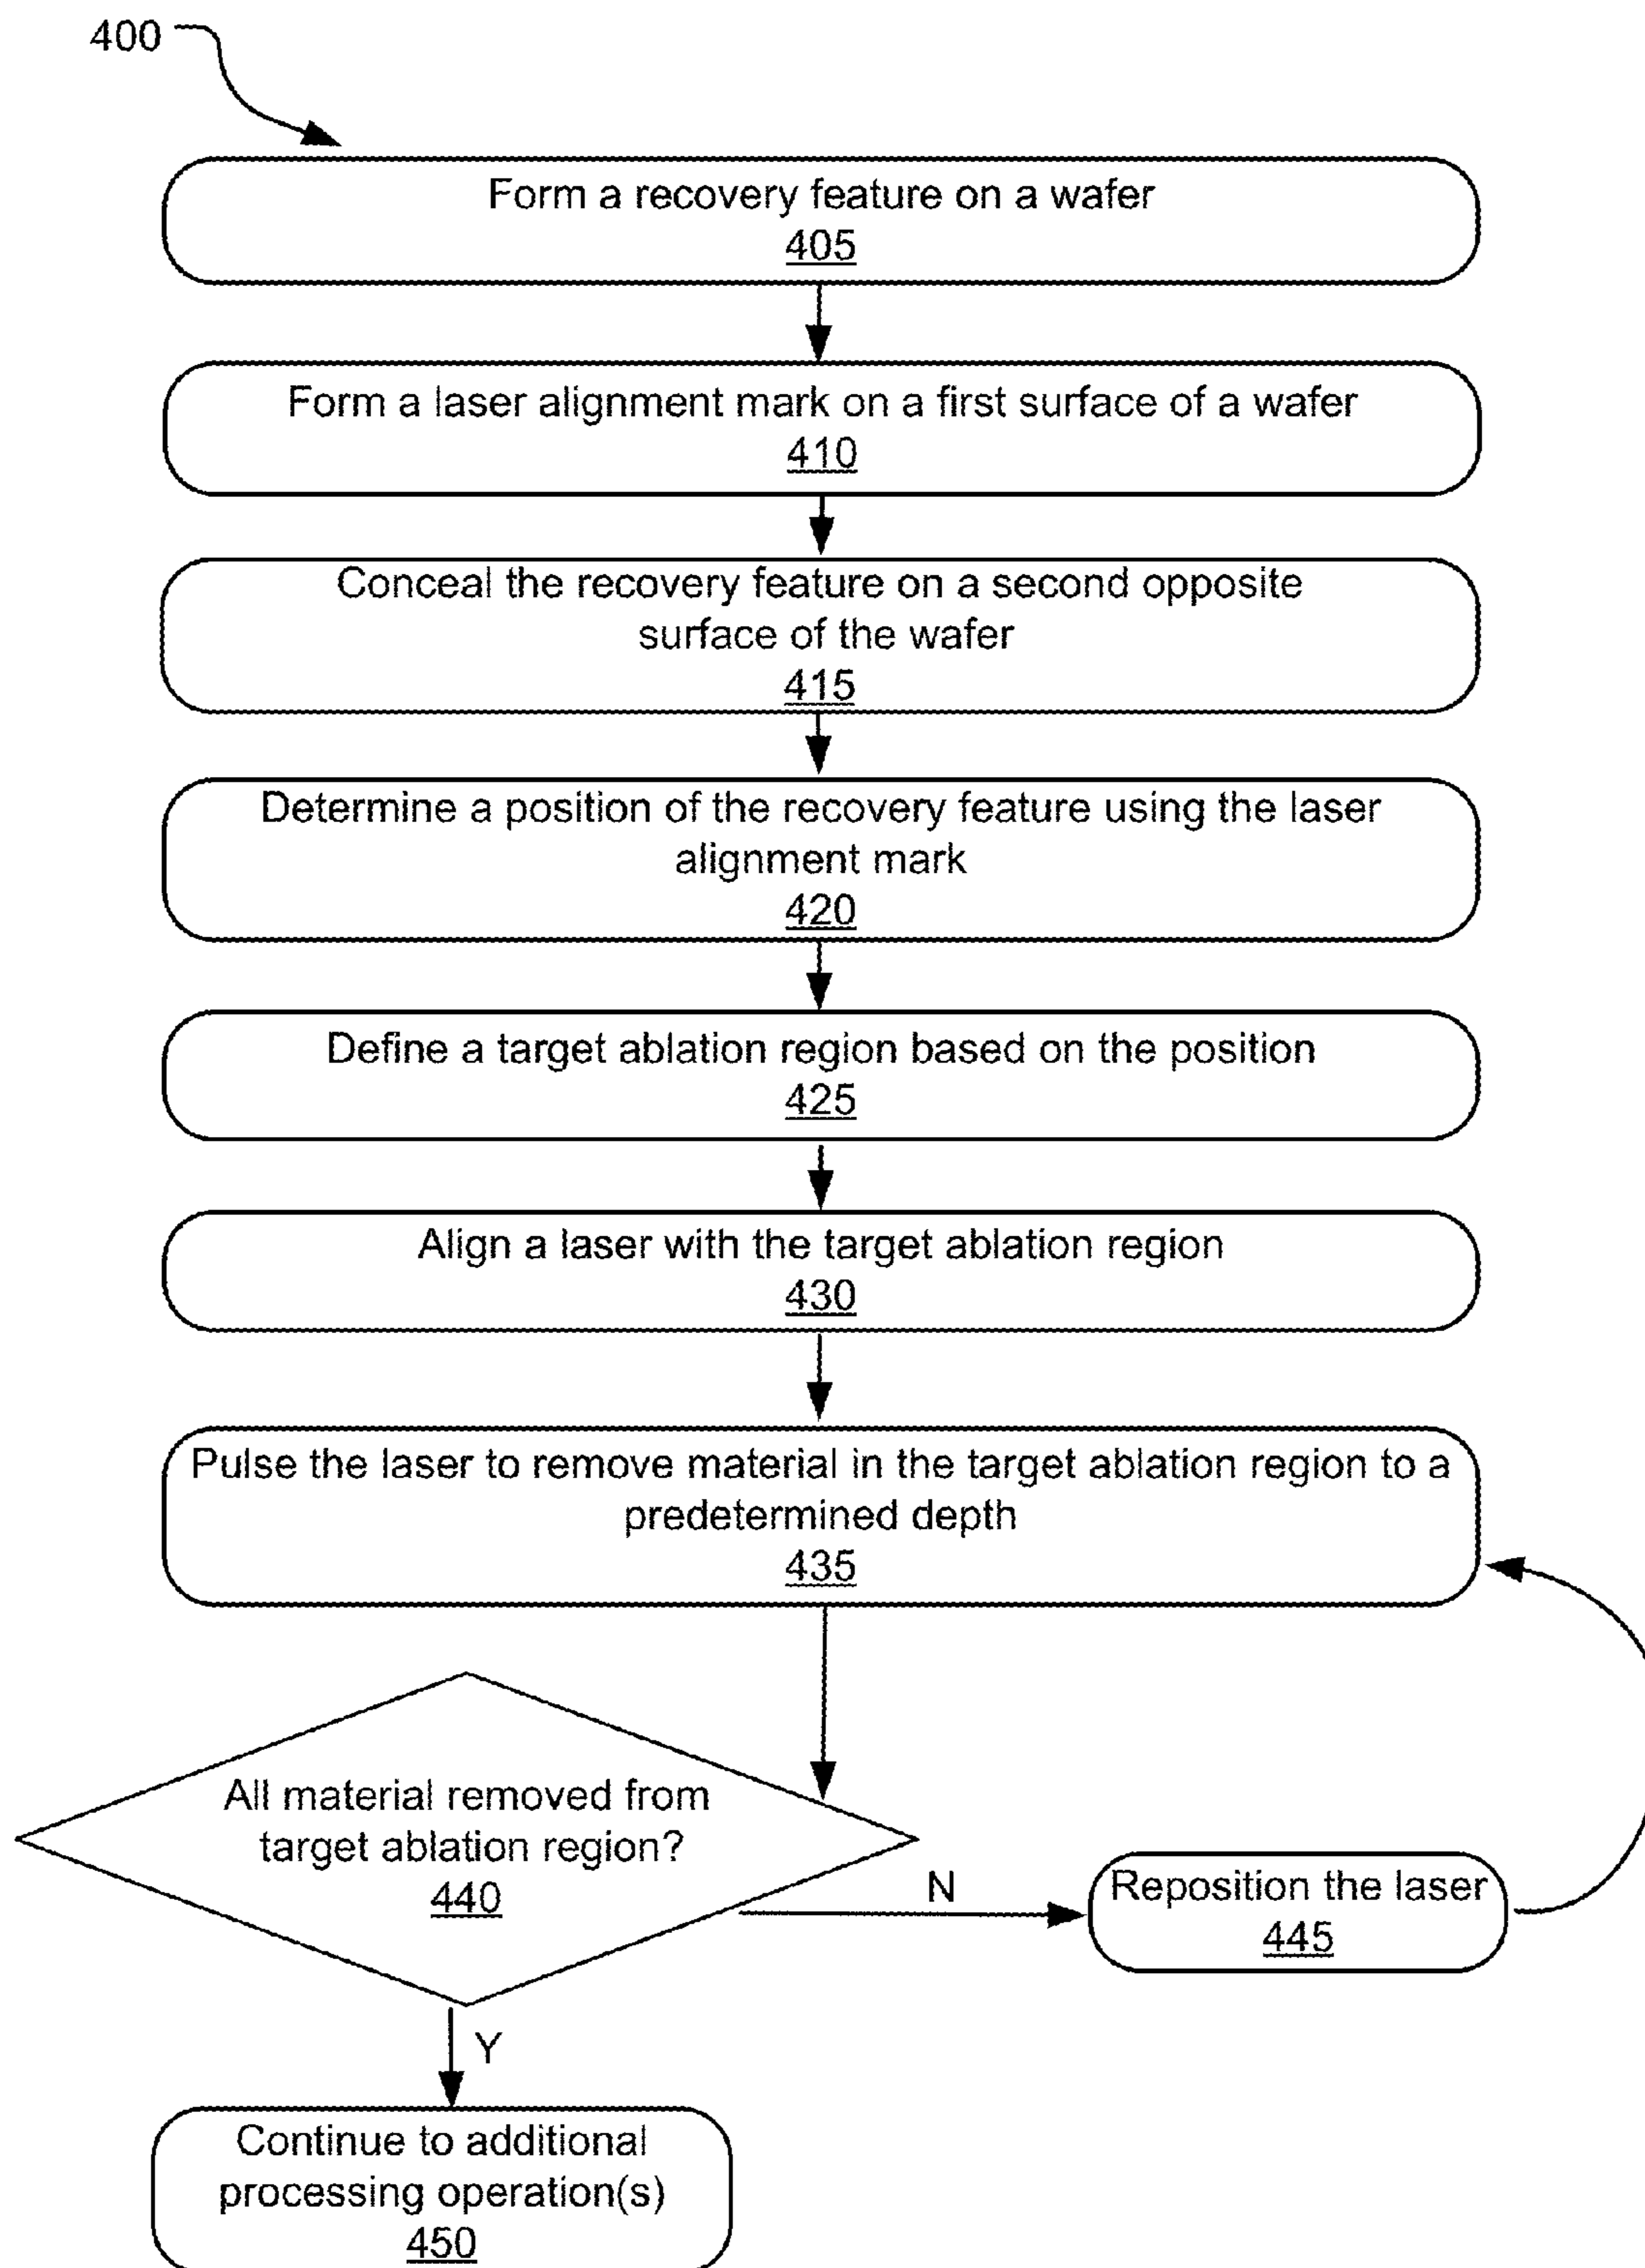 400
Form a recovery feature on a wafer
405
Form a laser alignment mark on a first surface of a wafer
410
Conceal the recovery feature on a second opposite
surface of the wafer
415
Determine a position of the recovery feature using the laser
alignment mark
420
Define a target ablation region based on the position
425
Align a laser with the target ablation region
430
Pulse the laser to remove material in the target ablation region to a
predetermined depth
435
All material removed from
target ablation region?
440
N
Reposition the laser
445
Y
Continue to additional
processing operation(s)
450